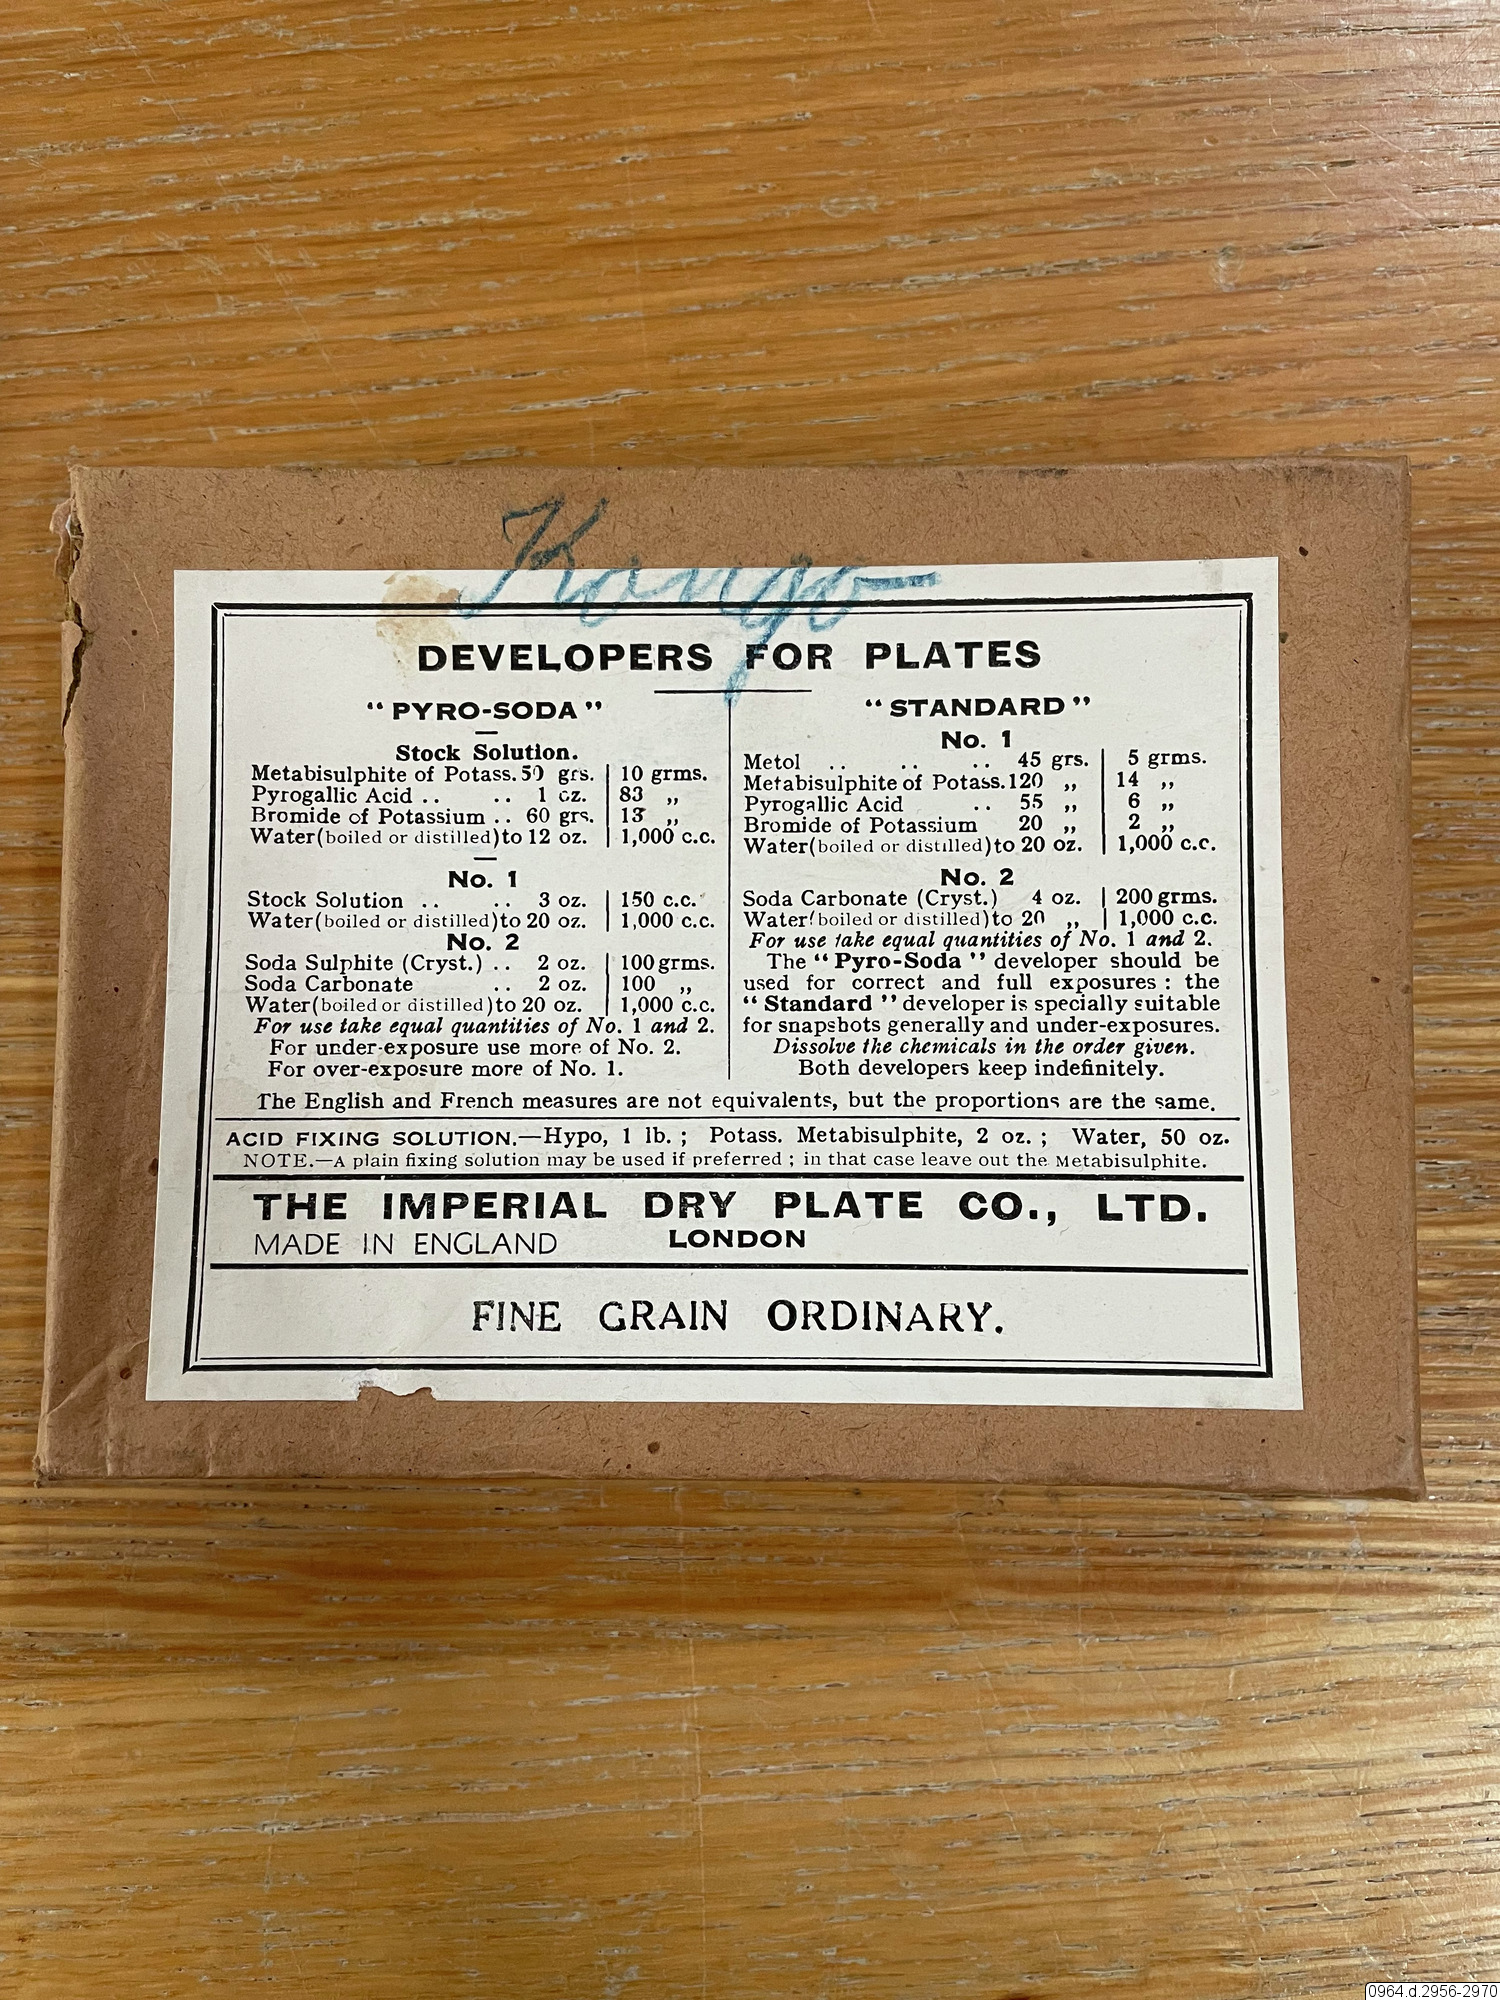 Kongo
DEVELOPERS FOR PLATES
“PYRO-SODA”
Stock Solution.
Metabisulphite of Potass. 50 grs. | 10 grms.
Pyrogallic Acid .. .. 1 oz. | 83 „
Bromide of Potassium .. 60 grs. | 13 „
Water (boiled or distilled) to 12 oz. | 1,000 c.c.
No. 1
Stock Solution .. .. 3 oz. | 150 c.c.
Water (boiled or distilled) to 20 oz. | 1,000 c.c.
No. 2
Soda Sulphite (Cryst.) .. 2 oz. | 100 grms.
Soda Carbonate .. 2 oz. | 100 „
Water (boiled or distilled) to 20 oz. | 1,000 c.c.
For use take equal quantities of No. 1 and 2.
For under-exposure use more of No. 2.
For over-exposure more of No. 1.
“STANDARD”
No. 1
Metol .. .. .. 45 grs. | 5 grms.
Metabisulphite of Potass. 120 „ | 14 „
Pyrogallic Acid .. 55 „ | 6 „
Bromide of Potassium 20 „ | 2 „
Water (boiled or distilled) to 20 oz. | 1,000 c.c.
No. 2
Soda Carbonate (Cryst.) 4 oz. | 200 grms.
Water (boiled or distilled) to 20 „ | 1,000 c.c.
For use take equal quantities of No. 1 and 2.
The “Pyro-Soda” developer should be
used for correct and full exposures : the
“Standard” developer is specially suitable
for snapshots generally and under-exposures.
Dissolve the chemicals in the order given.
Both developers keep indefinitely.
The English and French measures are not equivalents, but the proportions are the same.
ACID FIXING SOLUTION.—Hypo, 1 lb. ; Potass. Metabisulphite, 2 oz. ; Water, 50 oz.
NOTE.—A plain fixing solution may be used if preferred ; in that case leave out the Metabisulphite.
THE IMPERIAL DRY PLATE CO., LTD.
MADE IN ENGLAND LONDON
FINE GRAIN ORDINARY.
0964.d.2956-2970